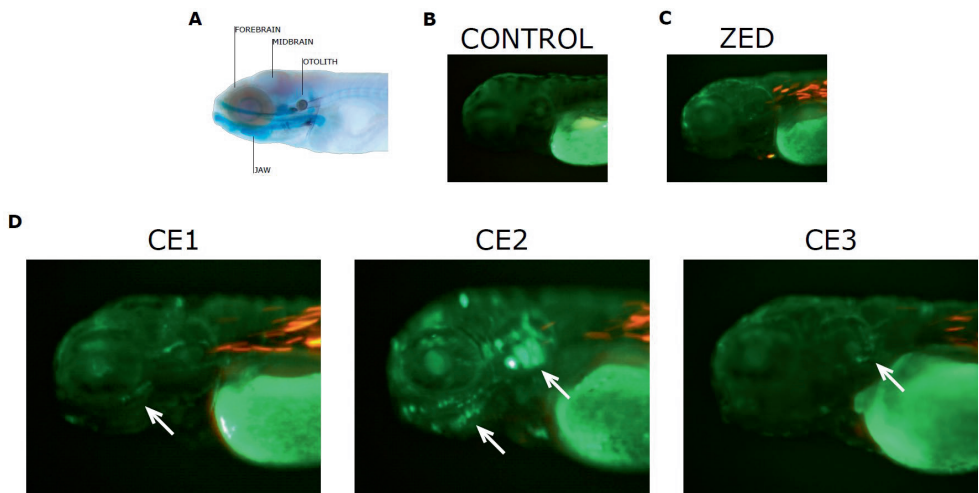 A
FOREBRAIN
MIDBRAIN
OTOLITH
JAW
B
CONTROL
C
ZED
D
CE1
CE2
CE3